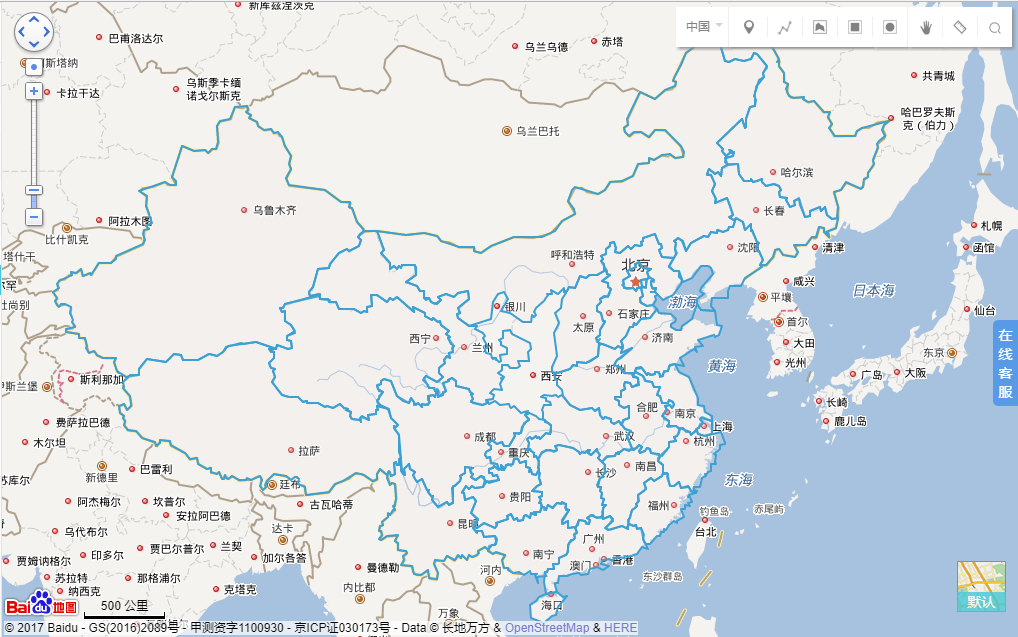 新库兹涅茨克
中国
巴甫洛达尔
乌兰乌德
赤塔
斯塔纳
卡拉干达
乌斯季卡缅
诺戈尔斯克
共青城
哈巴罗夫斯
克（伯力）
乌兰巴托
哈尔滨
乌鲁木齐
长春
阿拉木图
比什凯克
札幌
函馆
塔什干
呼和浩特
沈阳
清津
北京
咸兴
日本海
平壤
渤海
银川
石家庄
首尔
仙台
太原
西宁
兰州
济南
大田
东京
在线客服
黄海
郑州
光州
西安
广岛
大阪
伊斯兰堡
斯利那加
长崎
合肥
南京
鹿儿岛
费萨拉巴德
上海
木尔坦
成都
武汉
杭州
拉萨
重庆
新德里
巴雷利
长沙
南昌
东海
廷布
贵阳
阿杰梅尔
坎普尔
古瓦哈蒂
福州
钓鱼岛
赤尾屿
安拉阿巴德
昆明
台北
乌代布尔
达卡
广州
印多尔
贾巴尔普尔
兰契
加尔各答
南宁
香港
澳门
贾姆讷格尔
曼德勒
河内
东沙群岛
苏拉特
那格浦尔
纳西克
克塔克
内比都
海口
默认
Bai du 地图
500 公里
万象
© 2017 Baidu - GS(2016)2089号 - 甲测资字1100930 - 京ICP证030173号 - Data © 长地万方 & OpenStreetMap & HERE